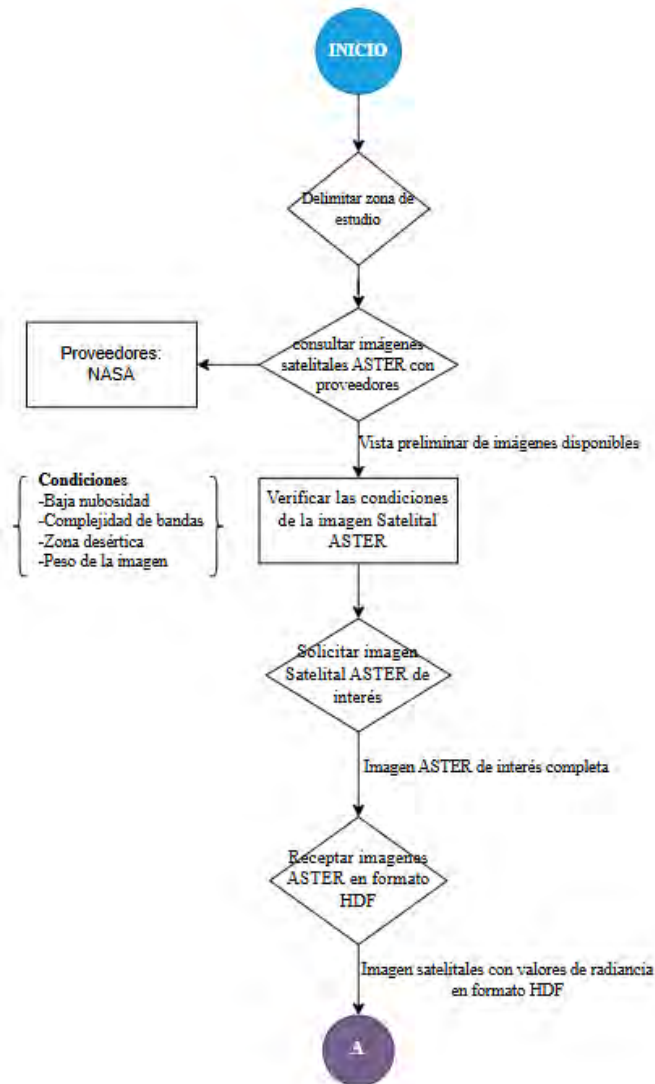 INICIO
Delimitar zona de
estudio
consultar imágenes
satelitales ASTER con
proveedores
Proveedores:
NASA
Vista preliminar de imágenes disponibles
Condiciones
-Baja nubosidad
-Complejidad de bandas
-Zona desértica
-Peso de la imagen
Verificar las condiciones
de la imagen Satelital
ASTER
Solicitar imagen
Satelital ASTER de
interés
Imagen ASTER de interés completa
Receptar imagenes
ASTER en formato
HDF
Imagen satelitales con valores de radiancia
en formato HDF
A